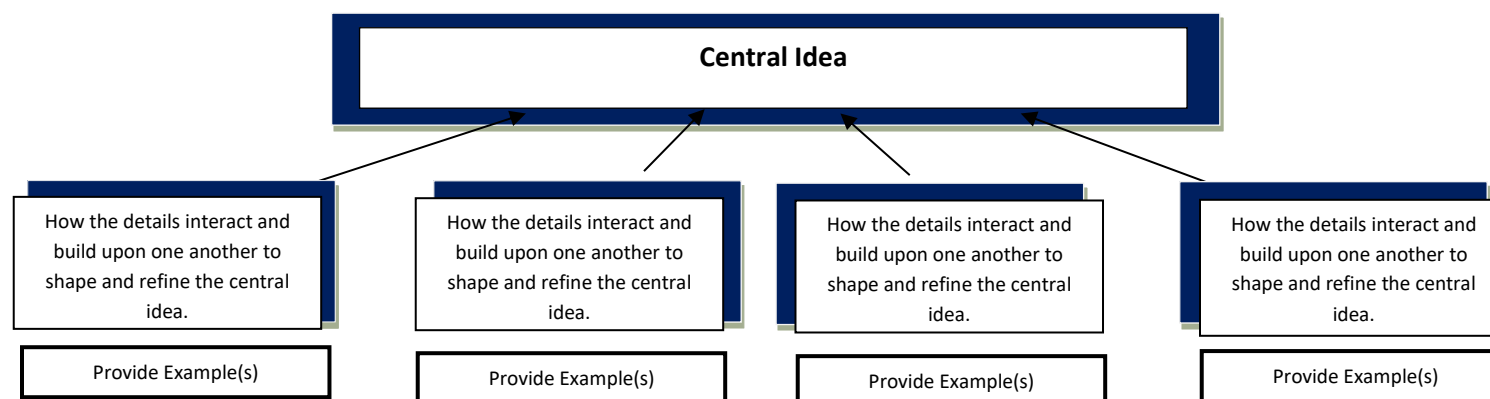 Central Idea
How the details interact and
build upon one another to
shape and refine the central
idea.
How the details interact and
build upon one another to
shape and refine the central
idea.
How the details interact and
build upon one another to
shape and refine the central
idea.
How the details interact and
build upon one another to
shape and refine the central
idea.
Provide Example(s)
Provide Example(s)
Provide Example(s)
Provide Example(s)